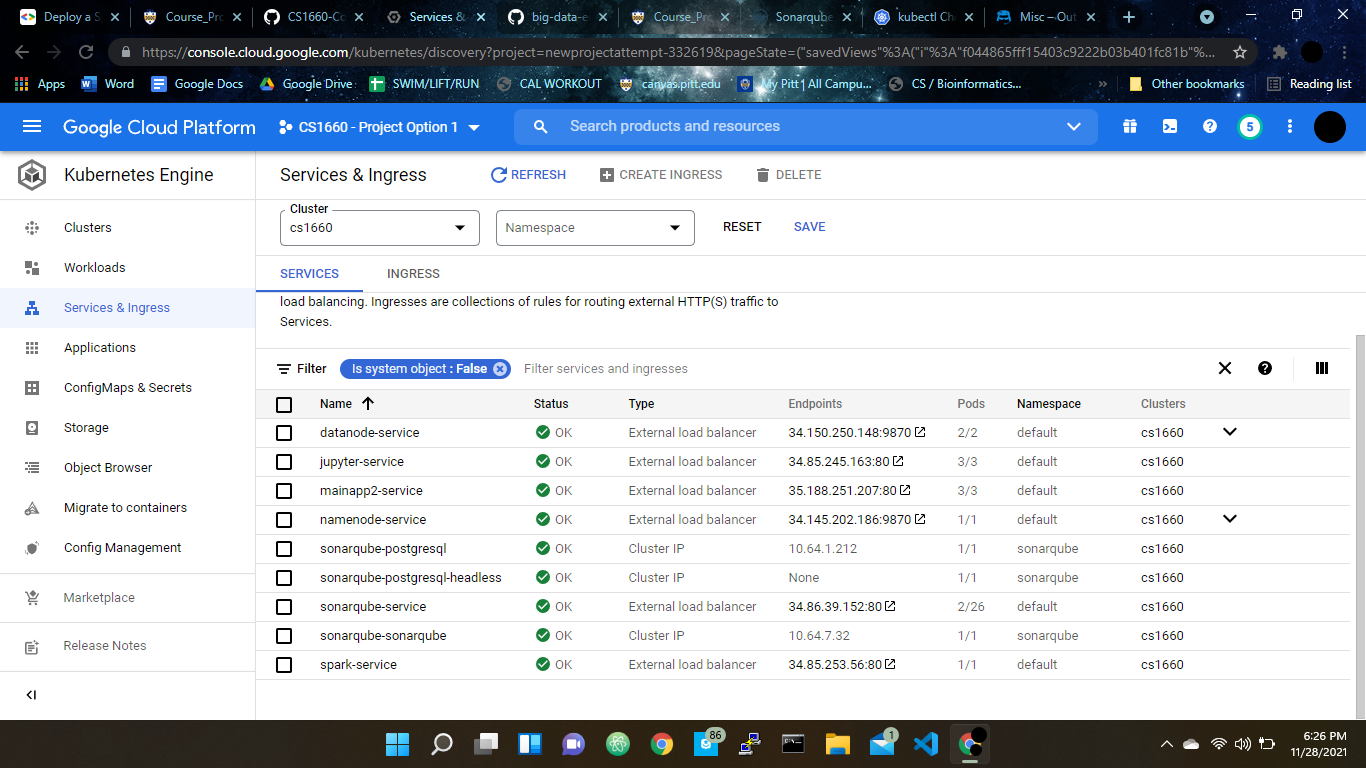 Deploy a S
Course_Pro
CS1660-Co
Services &
big-data-e
Course_Pro
Sonarqube
kubectl Ch
Misc – Out
https://console.cloud.google.com/kubernetes/discovery?project=newprojectattempt-332619&pageState=("savedViews"%3A("i"%3A"f044865fff15403c9222b03b401fc81b"%...
Apps
Word
Google Docs
Google Drive
SWIM/LIFT/RUN
CAL WORKOUT
canvas.pitt.edu
My Pitt | All Campu...
CS / Bioinformatics...
»
Other bookmarks
Reading list
Google Cloud Platform
CS1660 - Project Option 1
Search products and resources
5
Kubernetes Engine
Services & Ingress
REFRESH
CREATE INGRESS
DELETE
Clusters
Workloads
Services & Ingress
Applications
ConfigMaps & Secrets
Storage
Object Browser
Migrate to containers
Config Management
Marketplace
Release Notes
Cluster
cs1660
Namespace
RESET
SAVE
SERVICES
INGRESS
load balancing. Ingresses are collections of rules for routing external HTTP(S) traffic to
Services.
Filter
Is system object : False
Filter services and ingresses
Name Status Type Endpoints Pods Namespace Clusters
datanode-service OK External load balancer 34.150.250.148:9870 2/2 default cs1660
jupyter-service OK External load balancer 34.85.245.163:80 3/3 default cs1660
mainapp2-service OK External load balancer 35.188.251.207:80 3/3 default cs1660
namenode-service OK External load balancer 34.145.202.186:9870 1/1 default cs1660
sonarqube-postgresql OK Cluster IP 10.64.1.212 1/1 sonarqube cs1660
sonarqube-postgresql-headless OK Cluster IP None 1/1 sonarqube cs1660
sonarqube-service OK External load balancer 34.86.39.152:80 2/26 default cs1660
sonarqube-sonarqube OK Cluster IP 10.64.7.32 1/1 sonarqube cs1660
spark-service OK External load balancer 34.85.253.56:80 1/1 default cs1660
86
1
6:26 PM
11/28/2021